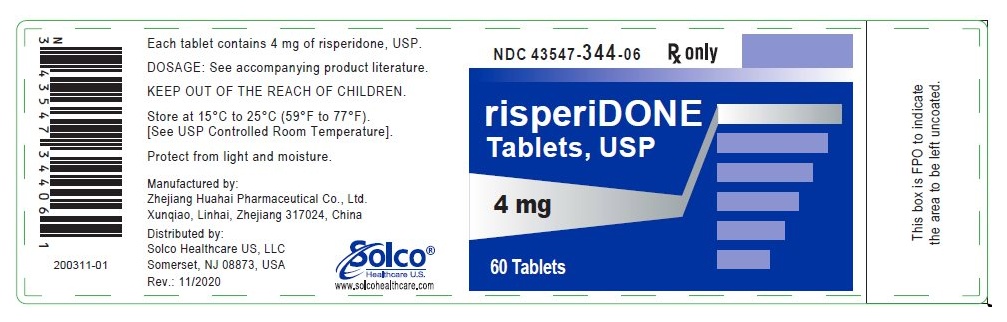 N
3
43547 34406
1
200311-01
Each tablet contains 4 mg of risperidone, USP.
DOSAGE: See accompanying product literature.
KEEP OUT OF THE REACH OF CHILDREN.
Store at 15°C to 25°C (59°F to 77°F).
[See USP Controlled Room Temperature].
Protect from light and moisture.
Manufactured by:
Zhejiang Huahai Pharmaceutical Co., Ltd.
Xunqiao, Linhai, Zhejiang 317024, China
Distributed by:
Solco Healthcare US, LLC
Somerset, NJ 08873, USA
Rev.: 11/2020
Solco®
Healthcare U.S.
www.solcohealthcare.com
NDC 43547-344-06 Rx only
risperiDONE
Tablets, USP
4 mg
60 Tablets
This box is FPO to indicate
the area to be left uncoated.